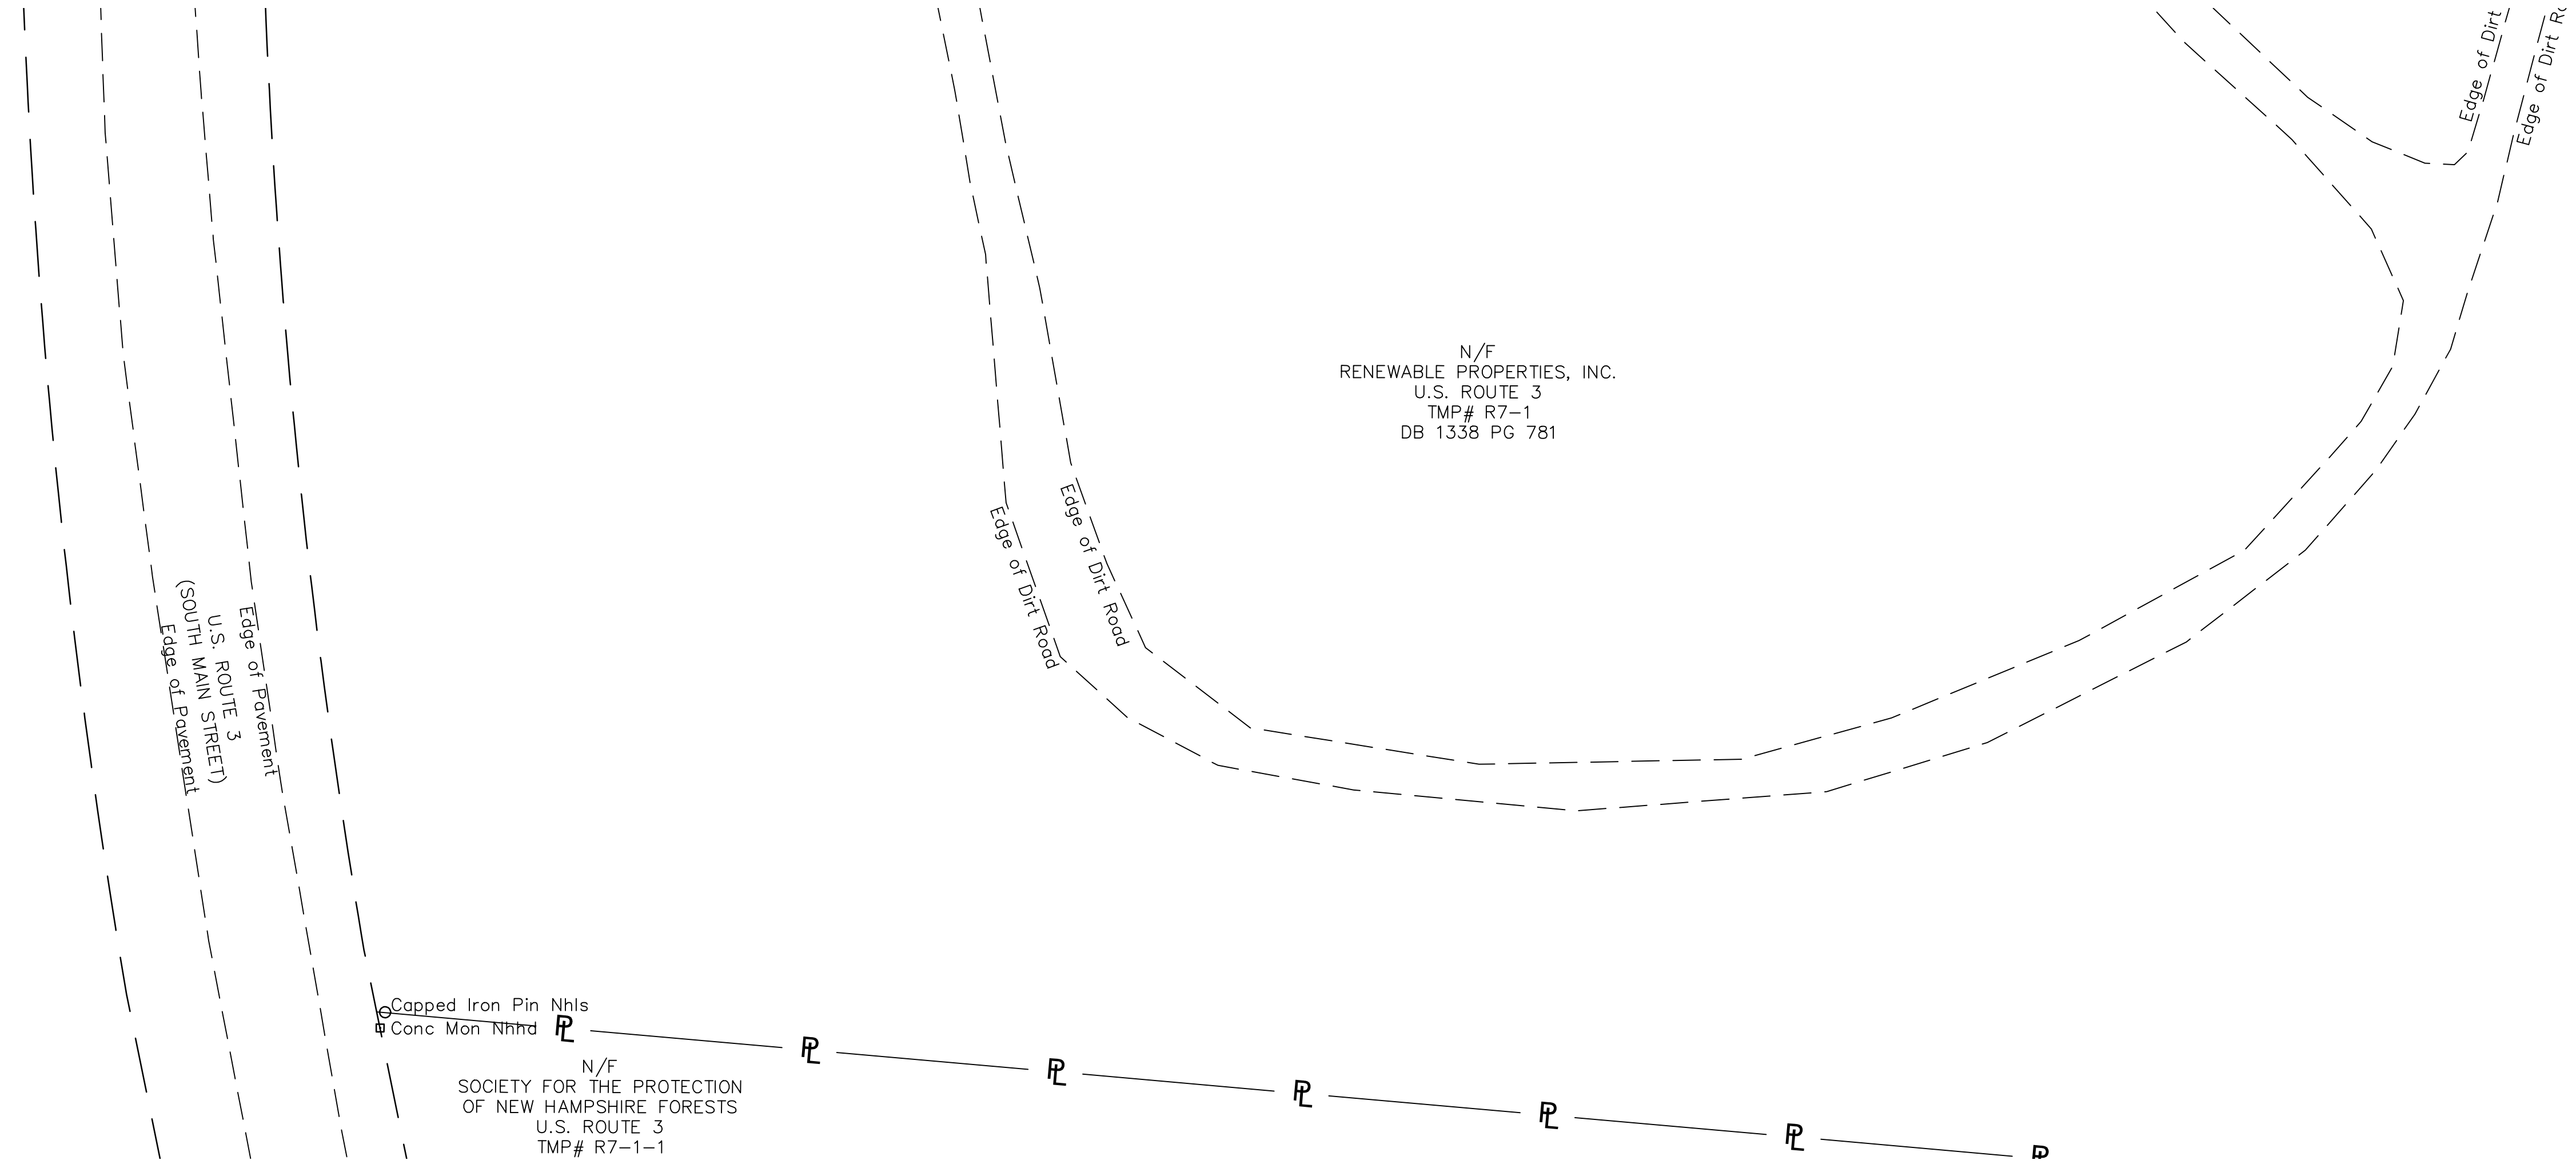 Edge of Dirt
Edge of Dirt
N/F
RENEWABLE PROPERTIES, INC.
U.S. ROUTE 3
TMP# R7-1
DB 1338 PG 781
Edge of Dirt Road
Edge of Dirt Road
Edge of Pavement
U.S. ROUTE 3
(SOUTH MAIN STREET)
Edge of Pavement
Capped Iron Pin Nhls
Conc Mon Nhhd
PL
PL
PL
PL
PL
PL
PL
N/F
SOCIETY FOR THE PROTECTION
OF NEW HAMPSHIRE FORESTS
U.S. ROUTE 3
TMP# R7-1-1